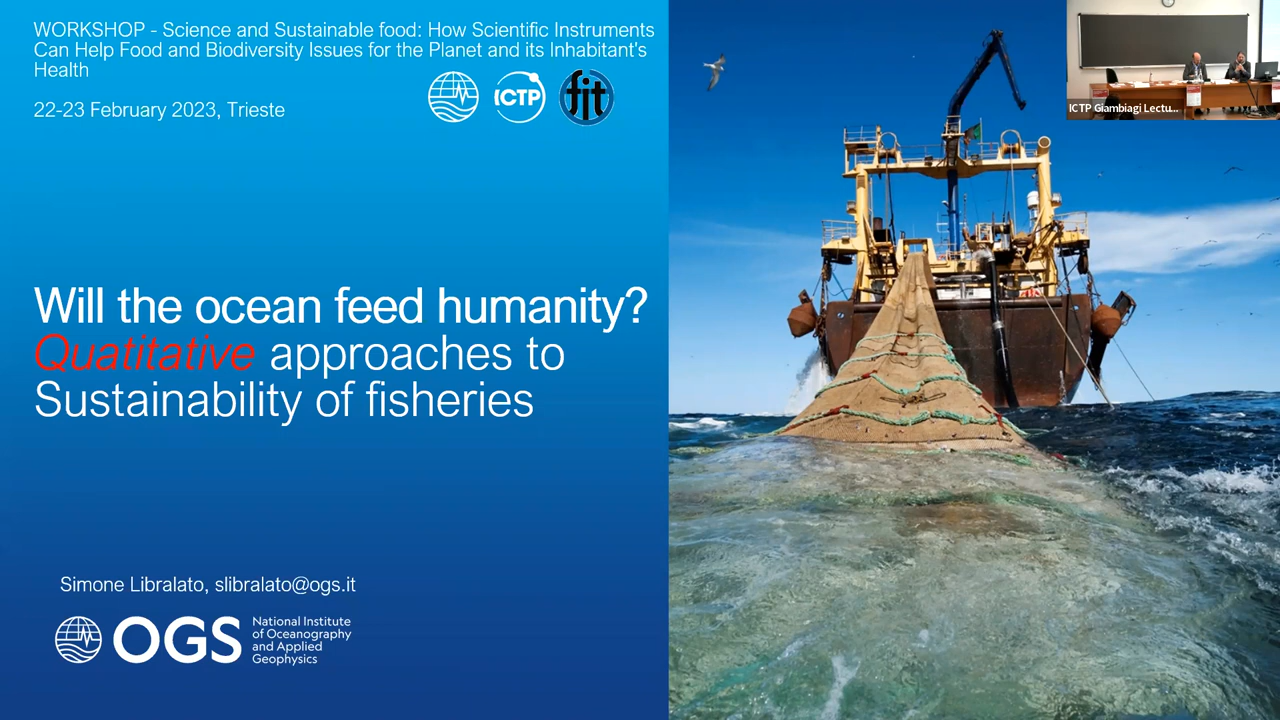 WORKSHOP - Science and Sustainable food: How Scientific Instruments
Can Help Food and Biodiversity Issues for the Planet and its Inhabitant's
Health
22-23 February 2023, Trieste
ICTP
fit
ICTP Giambiagi Lectu...
Will the ocean feed humanity?
Quatitative approaches to
Sustainability of fisheries
Simone Libralato, slibralato@ogs.it
OGS
National Institute
of Oceanography
and Applied
Geophysics